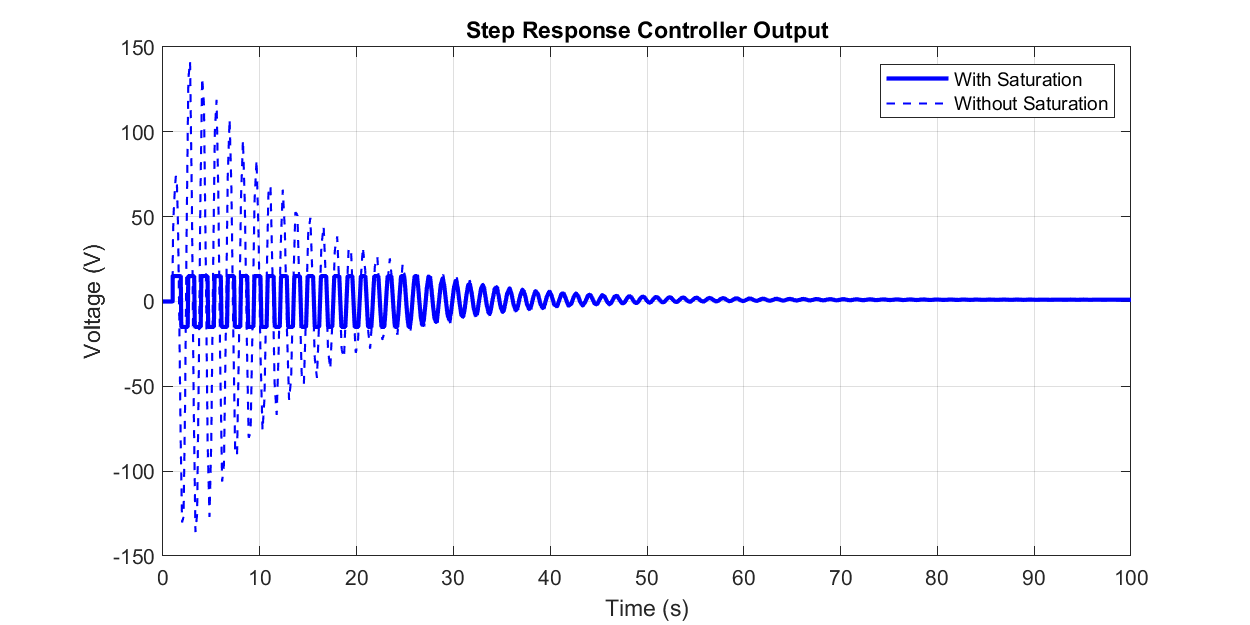 Step Response Controller Output
With Saturation
Without Saturation
150
100
50
0
-50
-100
-150
Voltage (V)
0 10 20 30 40 50 60 70 80 90 100
Time (s)